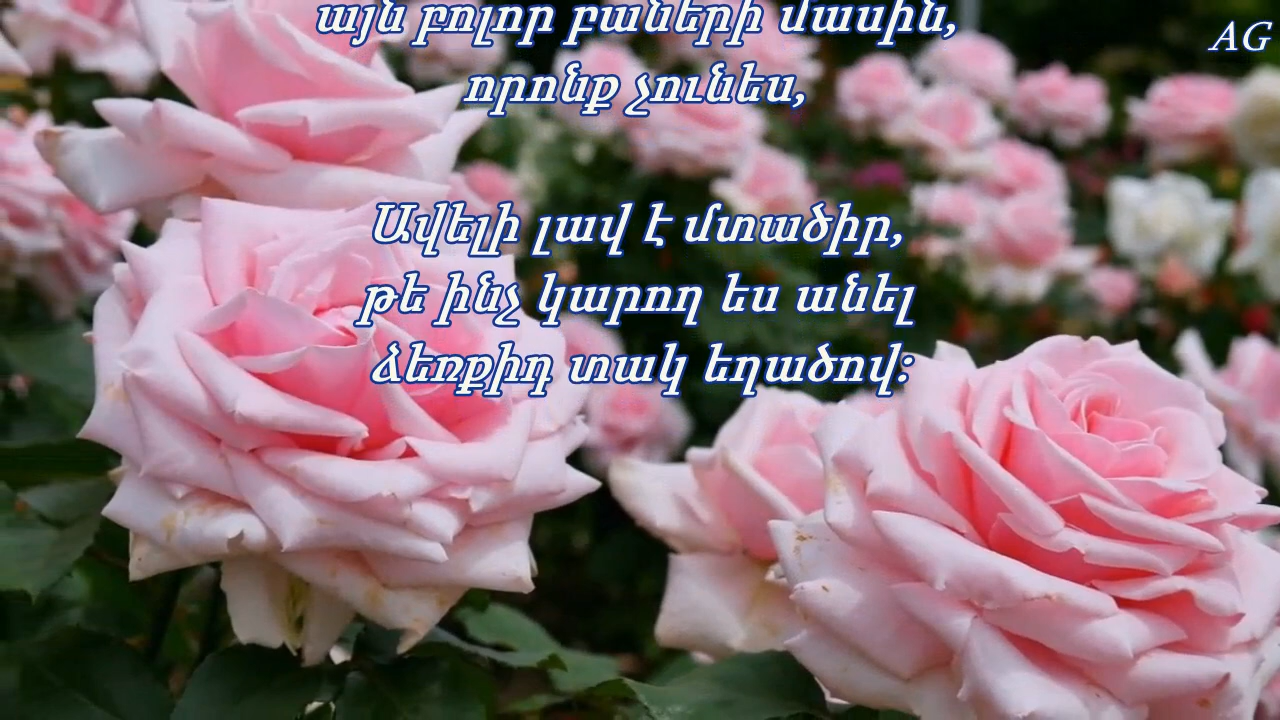 այն բոլոր բաների մասին,
AG
որոնք չունես,
Ավելի լավ է մտածիր,
թե ինչ կարող ես անել
ձեռքիդ տակ եղածով: